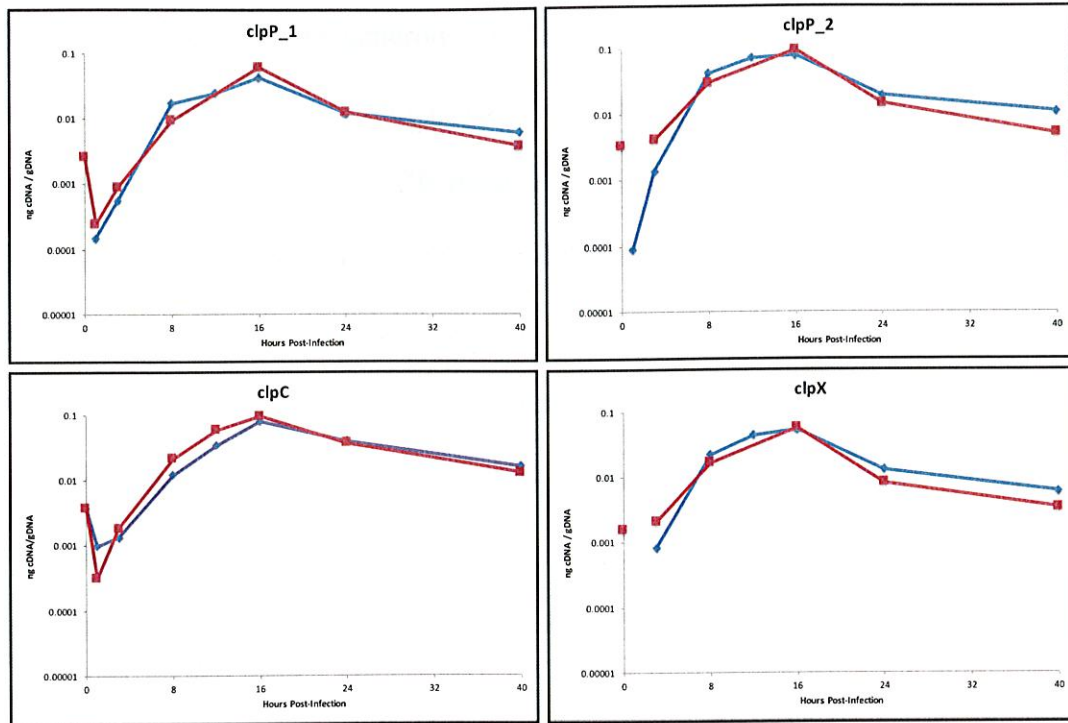 clpP_1
0.1
0.01
0.001
0.0001
0.00001
ng cDNA / gDNA
0 8 16 24 32 40
Hours Post-Infection
clpP_2
0.1
0.01
0.001
0.0001
0.00001
ng cDNA / gDNA
0 8 16 24 32 40
Hours Post-Infection
clpC
0.1
0.01
0.001
0.0001
0.00001
ng cDNA/gDNA
0 8 16 24 32 40
Hours Post-Infection
clpX
0.1
0.01
0.001
0.0001
0.00001
ng cDNA / gDNA
0 8 16 24 32 40
Hours Post-Infection